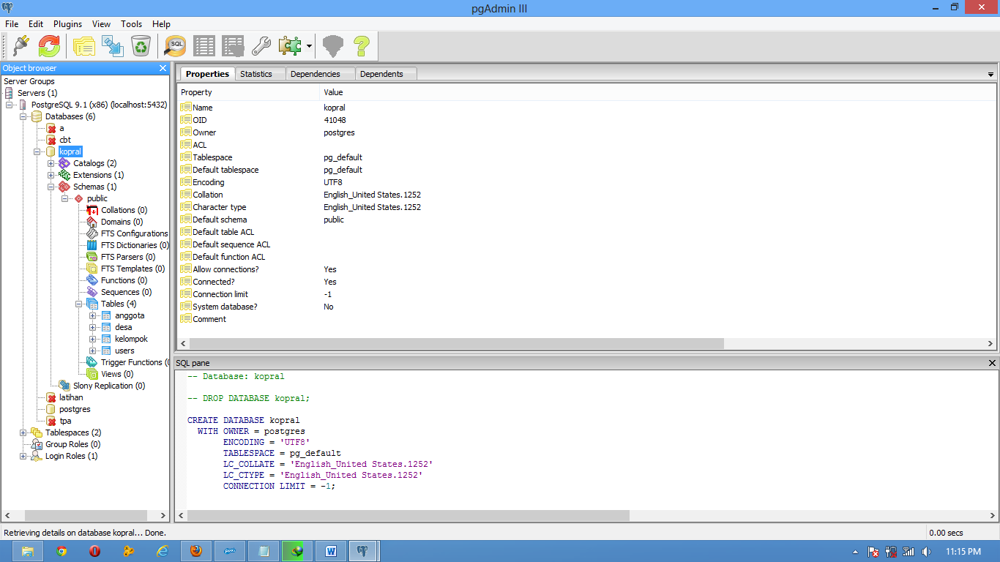 pgAdmin III
File Edit Plugins View Tools Help
SQL
Object browser
Server Groups
Servers (1)
PostgreSQL 9.1 (x86) (localhost:5432)
Databases (6)
a
cbt
kopral
Catalogs (2)
Extensions (1)
Schemas (1)
public
Collations (0)
Domains (0)
FTS Configurations
FTS Dictionaries (0)
FTS Parsers (0)
FTS Templates (0)
Functions (0)
Sequences (0)
Tables (4)
anggota
desa
kelompok
users
Trigger Functions (0
Views (0)
Slony Replication (0)
latihan
postgres
tpa
Tablespaces (2)
Group Roles (0)
Login Roles (1)
Properties Statistics Dependencies Dependents
Property Value
Name kopral
OID 41048
Owner postgres
ACL
Tablespace pg_default
Default tablespace pg_default
Encoding UTF8
Collation English_United States.1252
Character type English_United States.1252
Default schema public
Default table ACL
Default sequence ACL
Default function ACL
Allow connections? Yes
Connected? Yes
Connection limit -1
System database? No
Comment
SQL pane
-- Database: kopral
-- DROP DATABASE kopral;
CREATE DATABASE kopral
WITH OWNER = postgres
ENCODING = 'UTF8'
TABLESPACE = pg_default
LC_COLLATE = 'English_United States.1252'
LC_CTYPE = 'English_United States.1252'
CONNECTION LIMIT = -1;
Retrieving details on database kopral... Done. 0.00 secs
11:15 PM